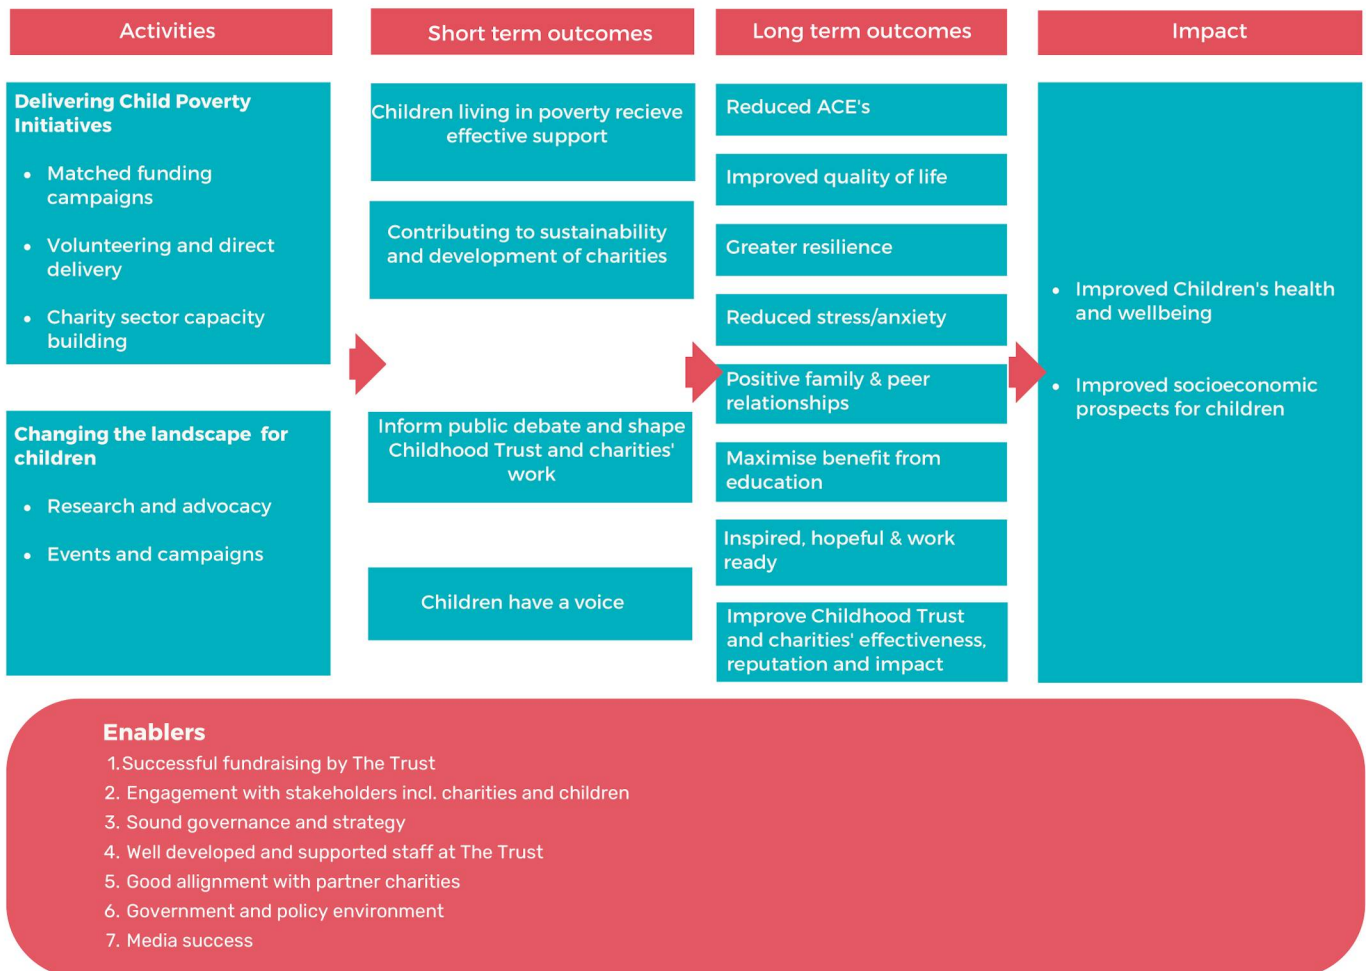 Activities
Short term outcomes
Long term outcomes
Impact
Delivering Child Poverty
Initiatives
• Matched funding
campaigns
• Volunteering and direct
delivery
• Charity sector capacity
building
Changing the landscape for
children
• Research and advocacy
• Events and campaigns
Children living in poverty recieve
effective support
Contributing to sustainability
and development of charities
Inform public debate and shape
Childhood Trust and charities'
work
Children have a voice
Reduced ACE's
Improved quality of life
Greater resilience
Reduced stress/anxiety
Positive family & peer
relationships
Maximise benefit from
education
Inspired, hopeful & work
ready
Improve Childhood Trust
and charities' effectiveness,
reputation and impact
• Improved Children's health
and wellbeing
• Improved socioeconomic
prospects for children
Enablers
1. Successful fundraising by The Trust
2. Engagement with stakeholders incl. charities and children
3. Sound governance and strategy
4. Well developed and supported staff at The Trust
5. Good allignment with partner charities
6. Government and policy environment
7. Media success